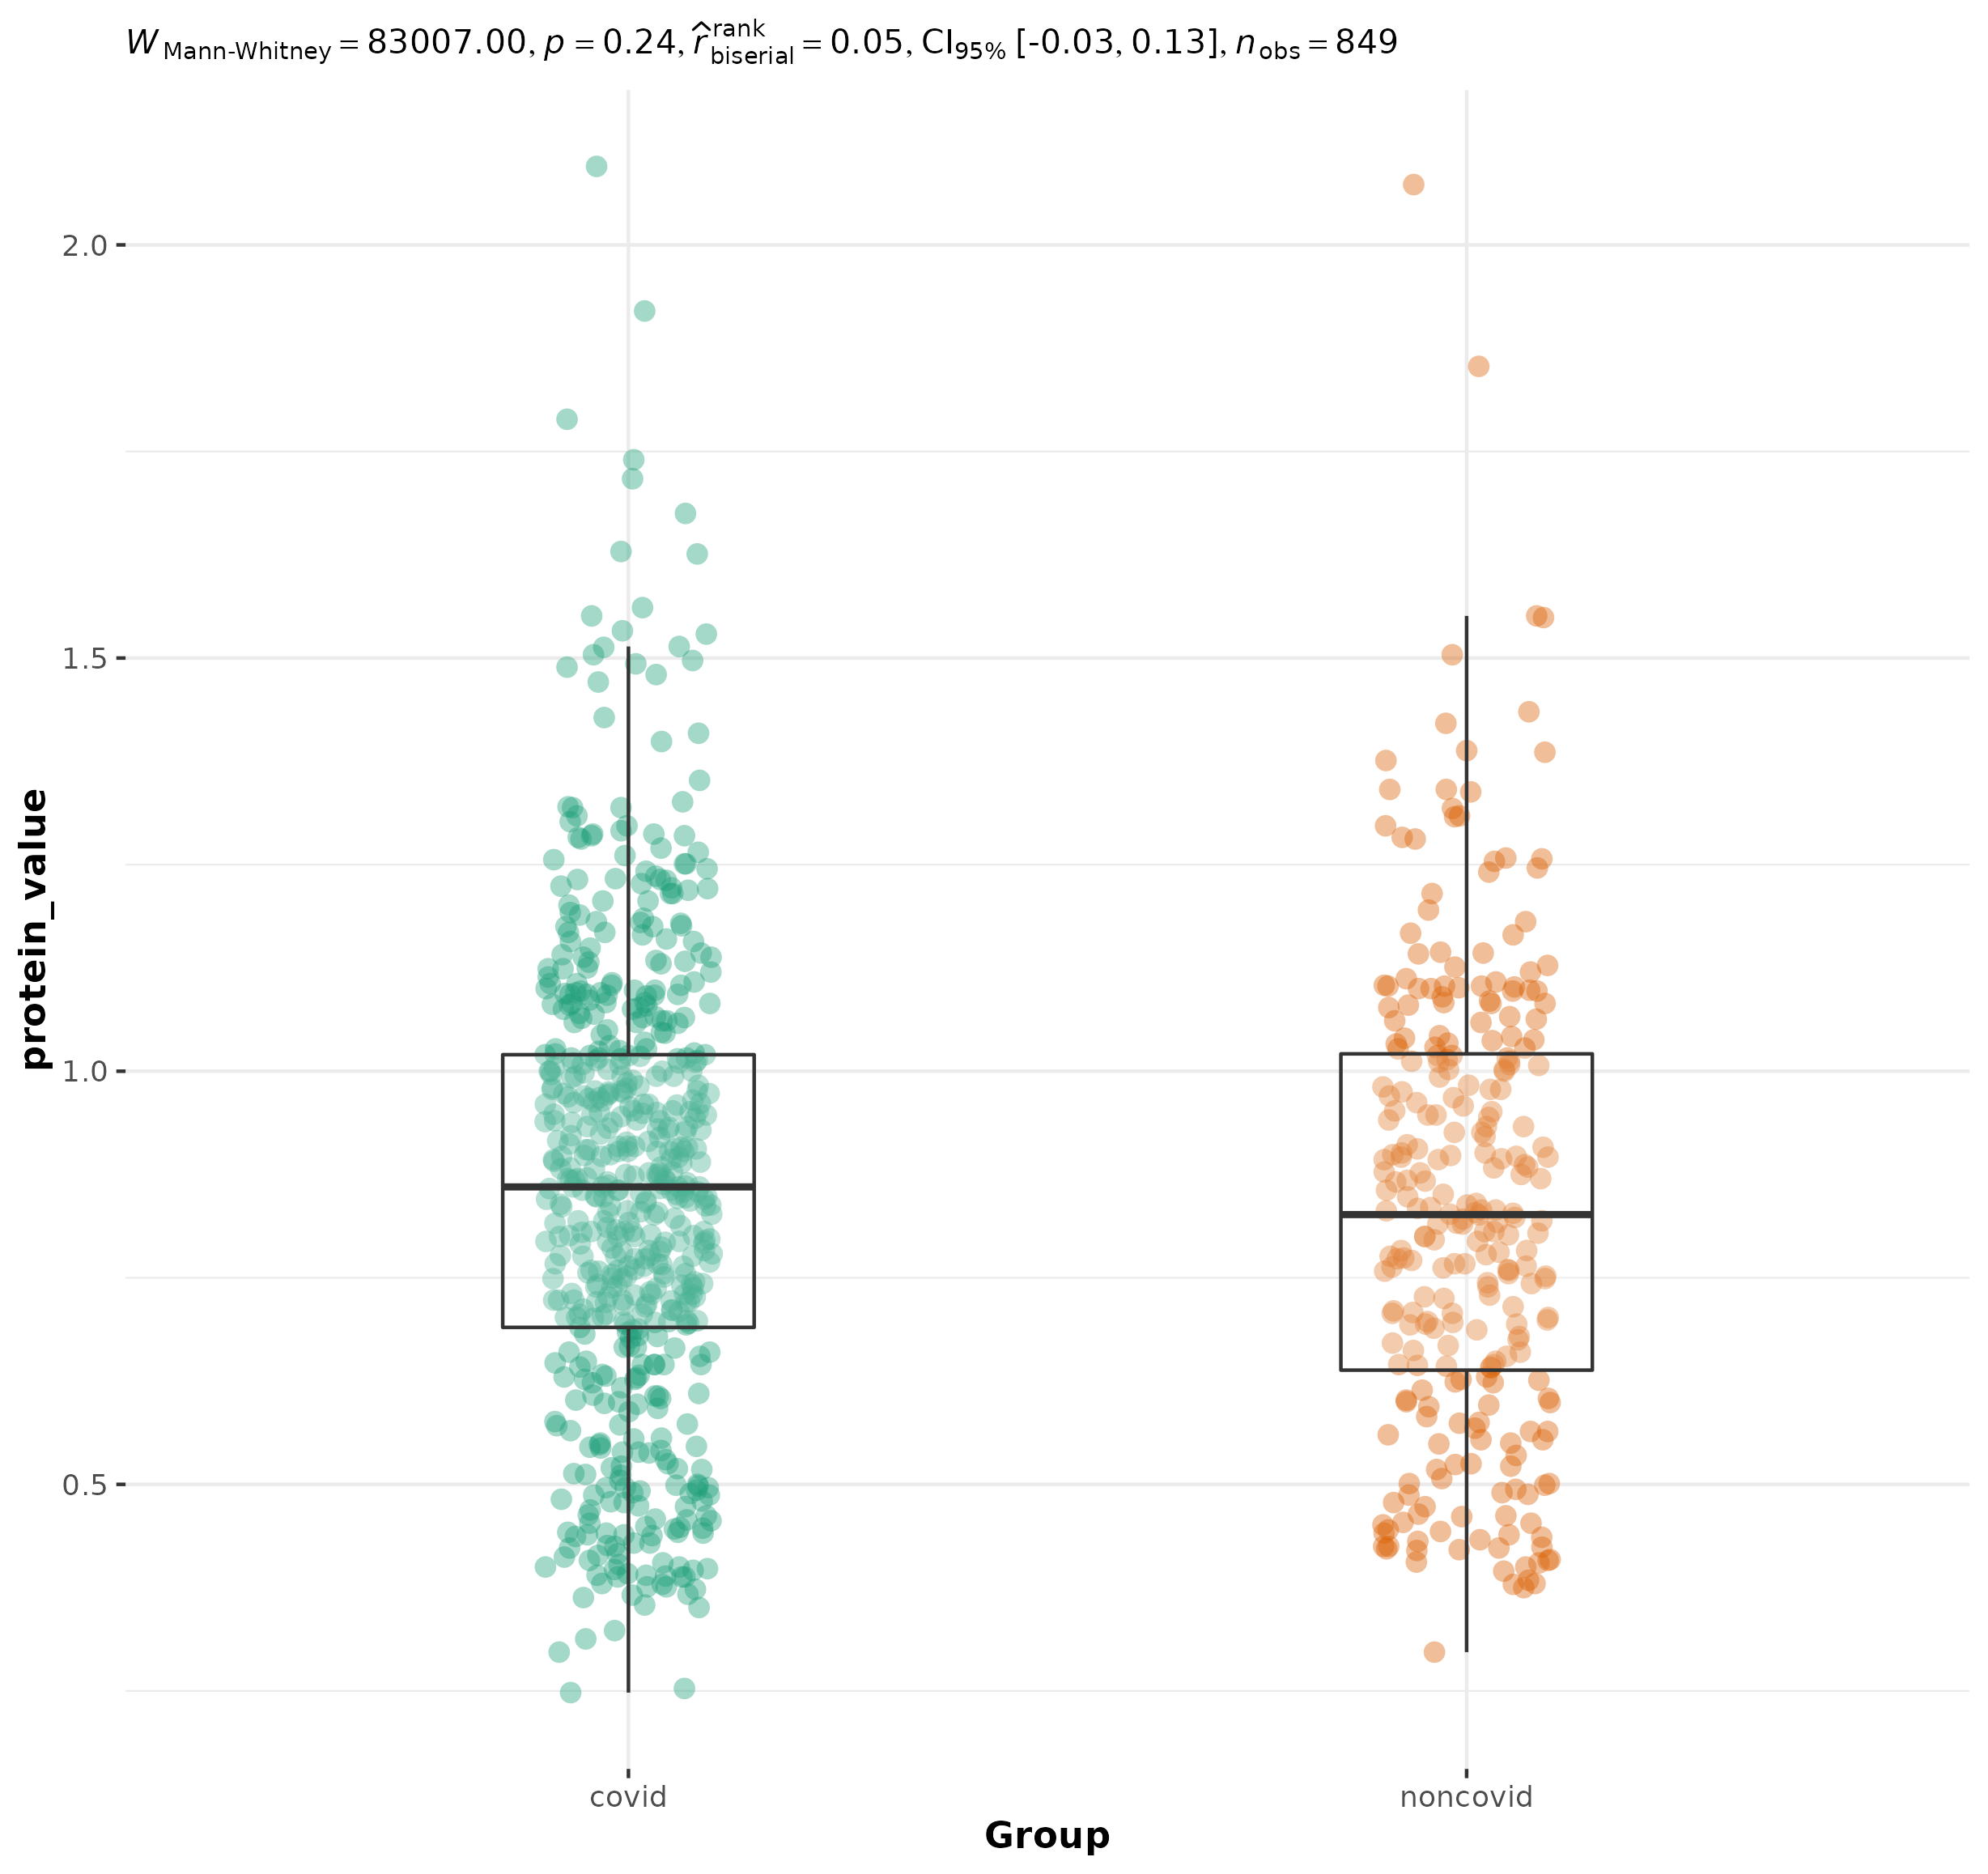 W Mann-Whitney = 83007.00, p = 0.24, r̂ rank biserial = 0.05, CI95% [-0.03, 0.13], n obs = 849
protein_value
2.0
1.5
1.0
0.5
covid noncovid
Group